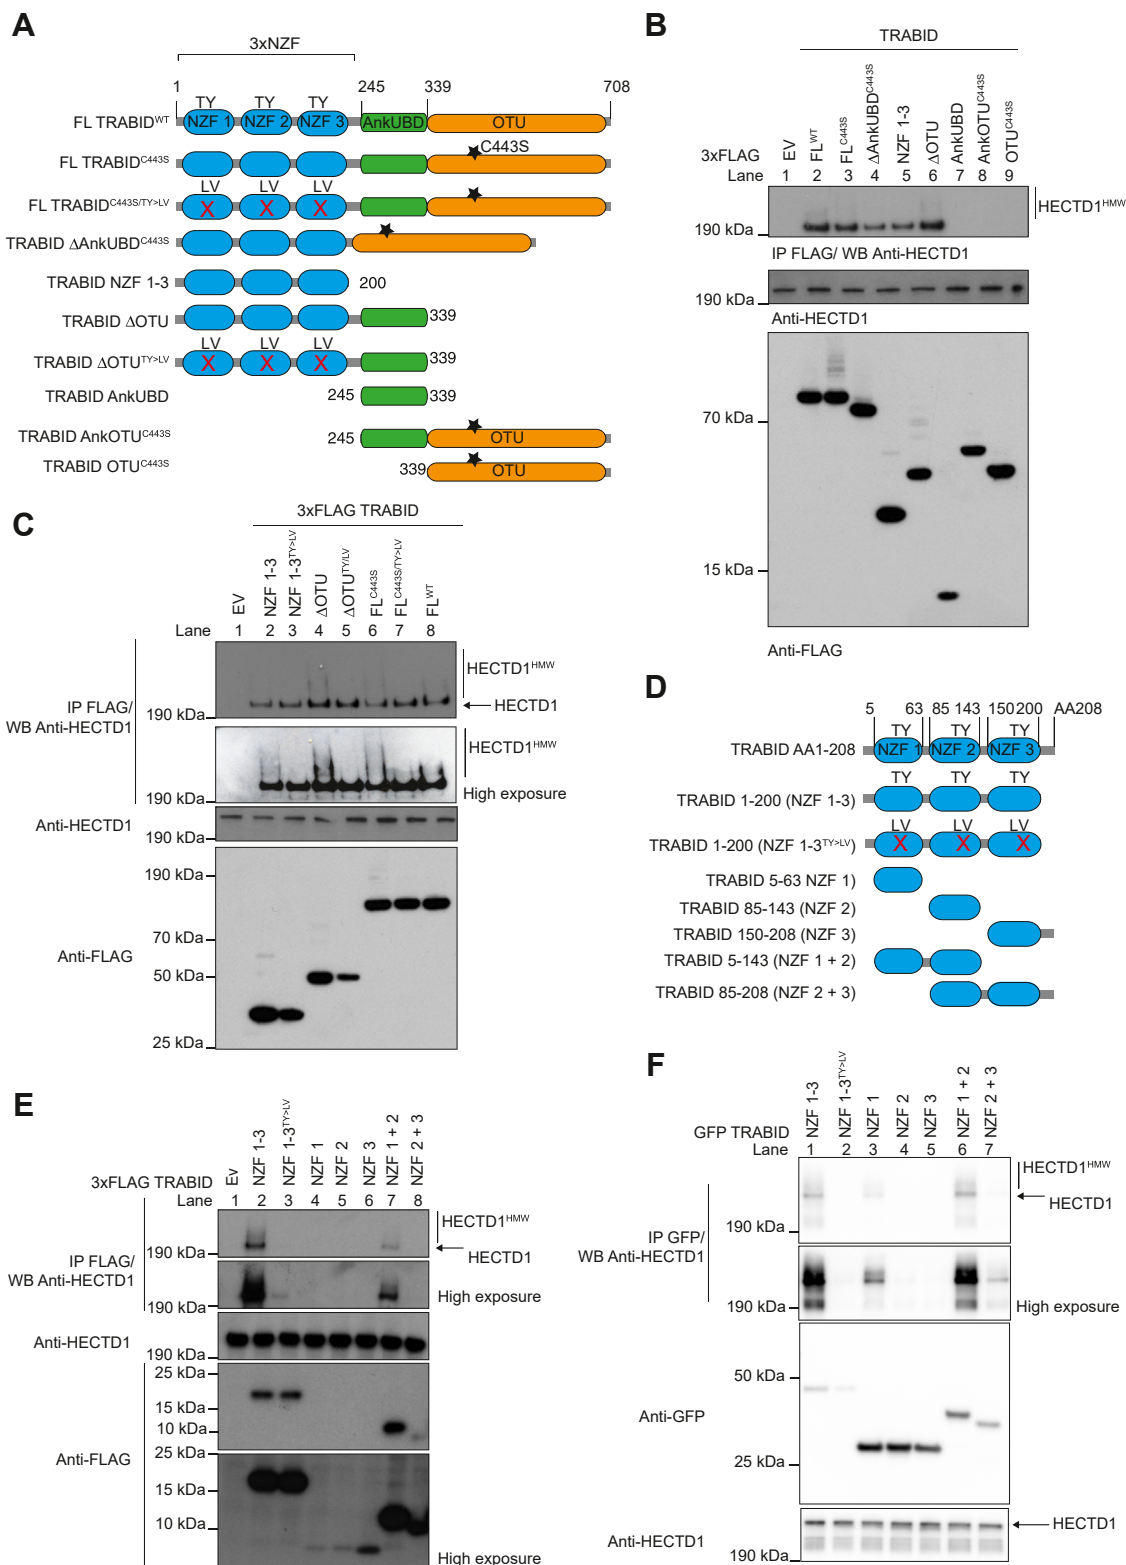 A
3xNZF
1 245 339 708
TY TY TY
FL TRABIDWT NZF 1 NZF 2 NZF 3 AnkUBD OTU
FL TRABIDC443S C443S
LV LV LV
FL TRABIDC443S/TY>LV X X X
TRABID ΔAnkUBDC443S
TRABID NZF 1-3 200
TRABID ΔOTU 339
LV LV LV
TRABID ΔOTUTY>LV X X X 339
TRABID AnkUBD 245 339
TRABID AnkOTUC443S 245 OTU
TRABID OTUC443S 339 OTU
B
TRABID
EV FLWT FLC443S ΔAnkUBDC443S NZF 1-3 ΔOTU AnkUBD AnkOTUC443S OTUC443S
3xFLAG
Lane 1 2 3 4 5 6 7 8 9
HECTD1HMW
190 kDa
IP FLAG/ WB Anti-HECTD1
190 kDa
Anti-HECTD1
70 kDa
15 kDa
Anti-FLAG
C
3xFLAG TRABID
EV NZF 1-3 NZF 1-3TY>LV ΔOTU ΔOTUTY/LV FLC443S FLC443S/TY>LV FLWT
Lane 1 2 3 4 5 6 7 8
HECTD1HMW
HECTD1
IP FLAG/
WB Anti-HECTD1
190 kDa
HECTD1HMW
190 kDa High exposure
Anti-HECTD1
190 kDa
190 kDa
70 kDa
Anti-FLAG
50 kDa
25 kDa
D
5 63 85 143 150 200 AA208
TY TY TY
TRABID AA1-208 NZF 1 NZF 2 NZF 3
TY TY TY
TRABID 1-200 (NZF 1-3)
LV LV LV
TRABID 1-200 (NZF 1-3TY>LV) X X X
TRABID 5-63 NZF 1)
TRABID 85-143 (NZF 2)
TRABID 150-208 (NZF 3)
TRABID 5-143 (NZF 1 + 2)
TRABID 85-208 (NZF 2 + 3)
E
Ev NZF 1-3 NZF 1-3TY>LV NZF 1 NZF 2 NZF 3 NZF 1 + 2 NZF 2 + 3
3xFLAG TRABID
Lane 1 2 3 4 5 6 7 8
HECTD1HMW
190 kDa HECTD1
IP FLAG/
WB Anti-HECTD1
High exposure
190 kDa
Anti-HECTD1
190 kDa
25 kDa
15 kDa
10 kDa
Anti-FLAG
25 kDa
15 kDa
10 kDa
High exposure
F
NZF 1-3 NZF 1-3TY>LV NZF 1 NZF 2 NZF 3 NZF 1 + 2 NZF 2 + 3
GFP TRABID
Lane 1 2 3 4 5 6 7
HECTD1HMW
HECTD1
190 kDa
IP GFP/
WB Anti-HECTD1
190 kDa High exposure
50 kDa
Anti-GFP
25 kDa
HECTD1
Anti-HECTD1
190 kDa